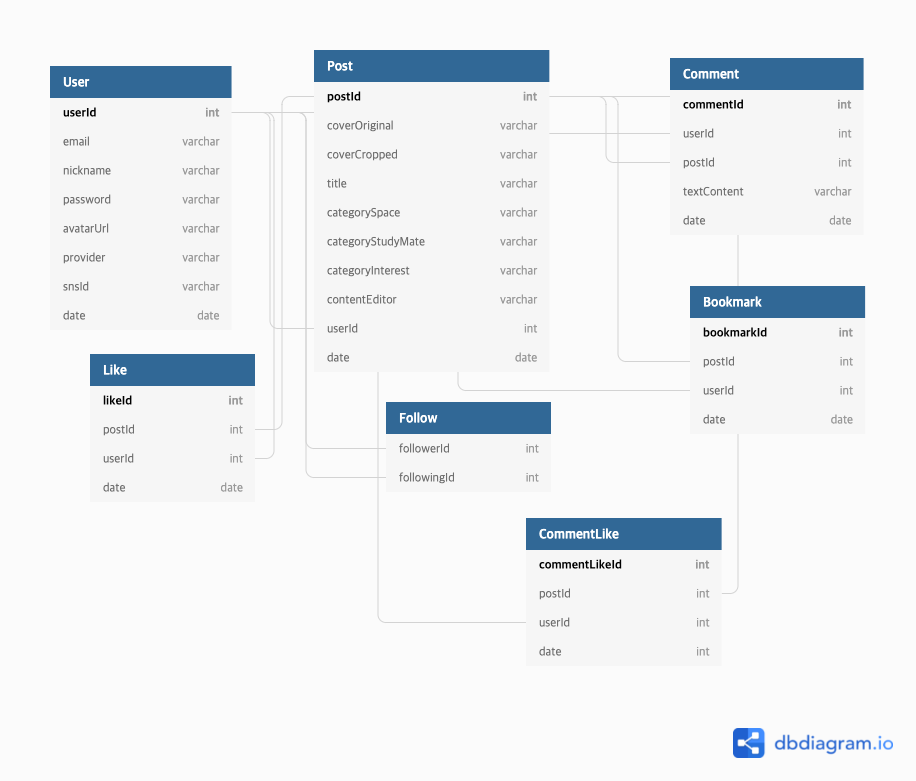 User
userId int
email varchar
nickname varchar
password varchar
avatarUrl varchar
provider varchar
snsId varchar
date date
Post
postId int
coverOriginal varchar
coverCropped varchar
title varchar
categorySpace varchar
categoryStudyMate varchar
categoryInterest varchar
contentEditor varchar
userId int
date date
Comment
commentId int
userId int
postId int
textContent varchar
date date
Bookmark
bookmarkId int
postId int
userId int
date date
Like
likeId int
postId int
userId int
date date
Follow
followerId int
followingId int
CommentLike
commentLikeId int
postId int
userId int
date int
dbdiagram.io